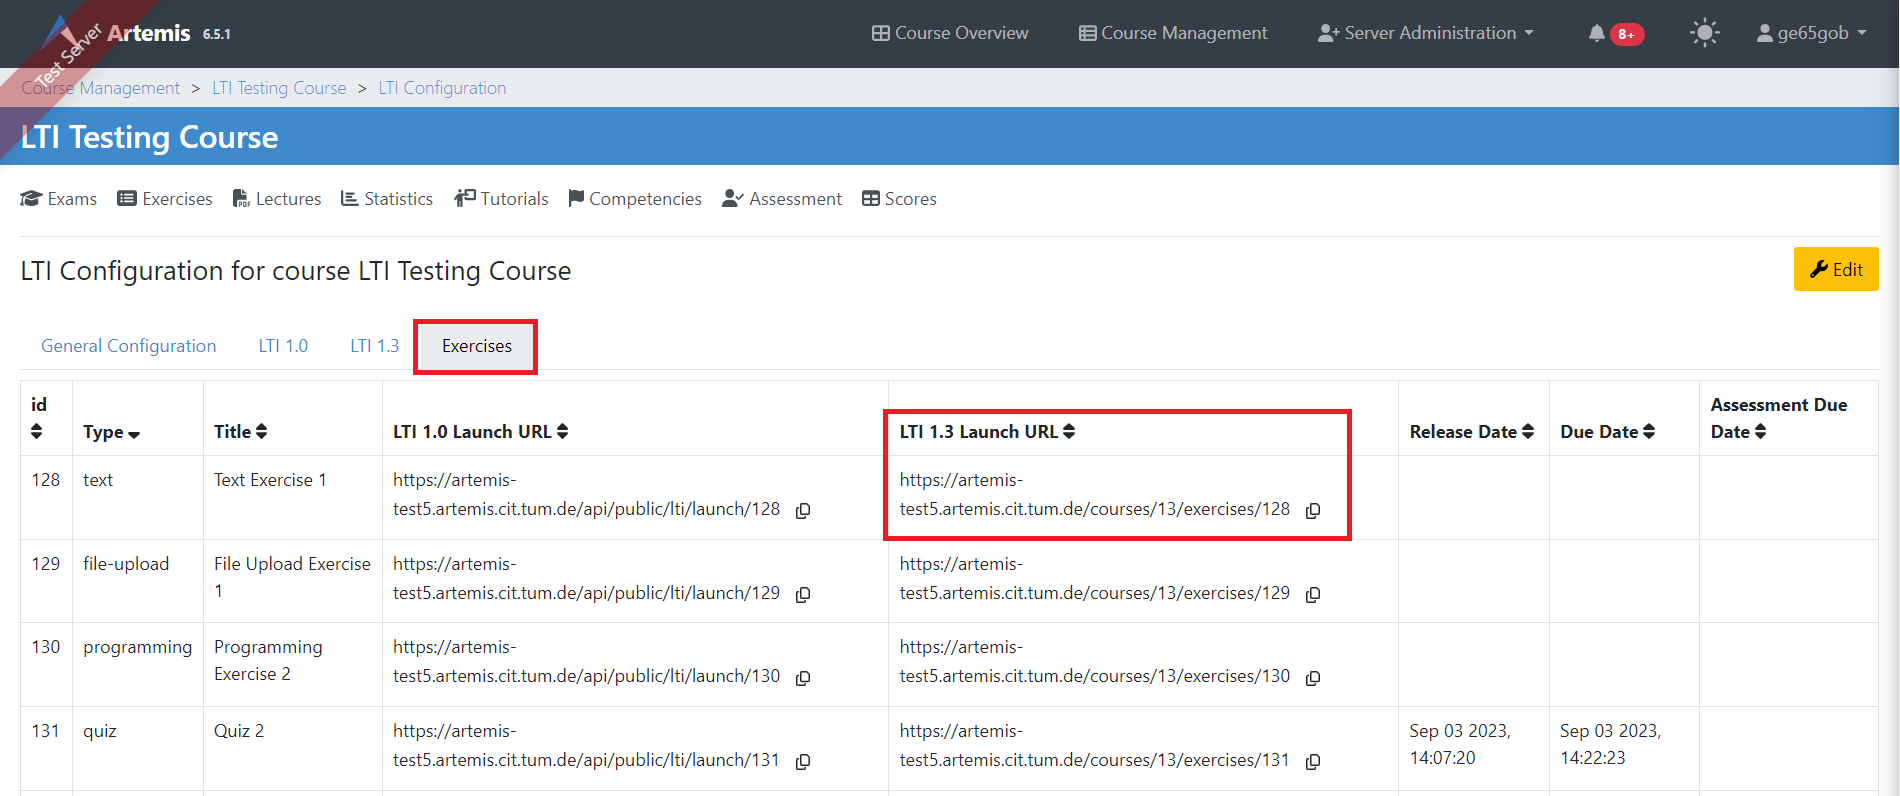 Test Server
Artemis 6.5.1
Course Overview
Course Management
Server Administration
8+
ge65gob
Course Management > LTI Testing Course > LTI Configuration
LTI Testing Course
Exams
Exercises
Lectures
Statistics
Tutorials
Competencies
Assessment
Scores
LTI Configuration for course LTI Testing Course
Edit
General Configuration
LTI 1.0
LTI 1.3
Exercises
id
Type
Title
LTI 1.0 Launch URL
LTI 1.3 Launch URL
Release Date
Due Date
Assessment Due
Date
128
text
Text Exercise 1
https://artemis-
test5.artemis.cit.tum.de/api/public/lti/launch/128
https://artemis-
test5.artemis.cit.tum.de/courses/13/exercises/128
129
file-upload
File Upload Exercise
1
https://artemis-
test5.artemis.cit.tum.de/api/public/lti/launch/129
https://artemis-
test5.artemis.cit.tum.de/courses/13/exercises/129
130
programming
Programming
Exercise 2
https://artemis-
test5.artemis.cit.tum.de/api/public/lti/launch/130
https://artemis-
test5.artemis.cit.tum.de/courses/13/exercises/130
131
quiz
Quiz 2
https://artemis-
test5.artemis.cit.tum.de/api/public/lti/launch/131
https://artemis-
test5.artemis.cit.tum.de/courses/13/exercises/131
Sep 03 2023,
14:07:20
Sep 03 2023,
14:22:23